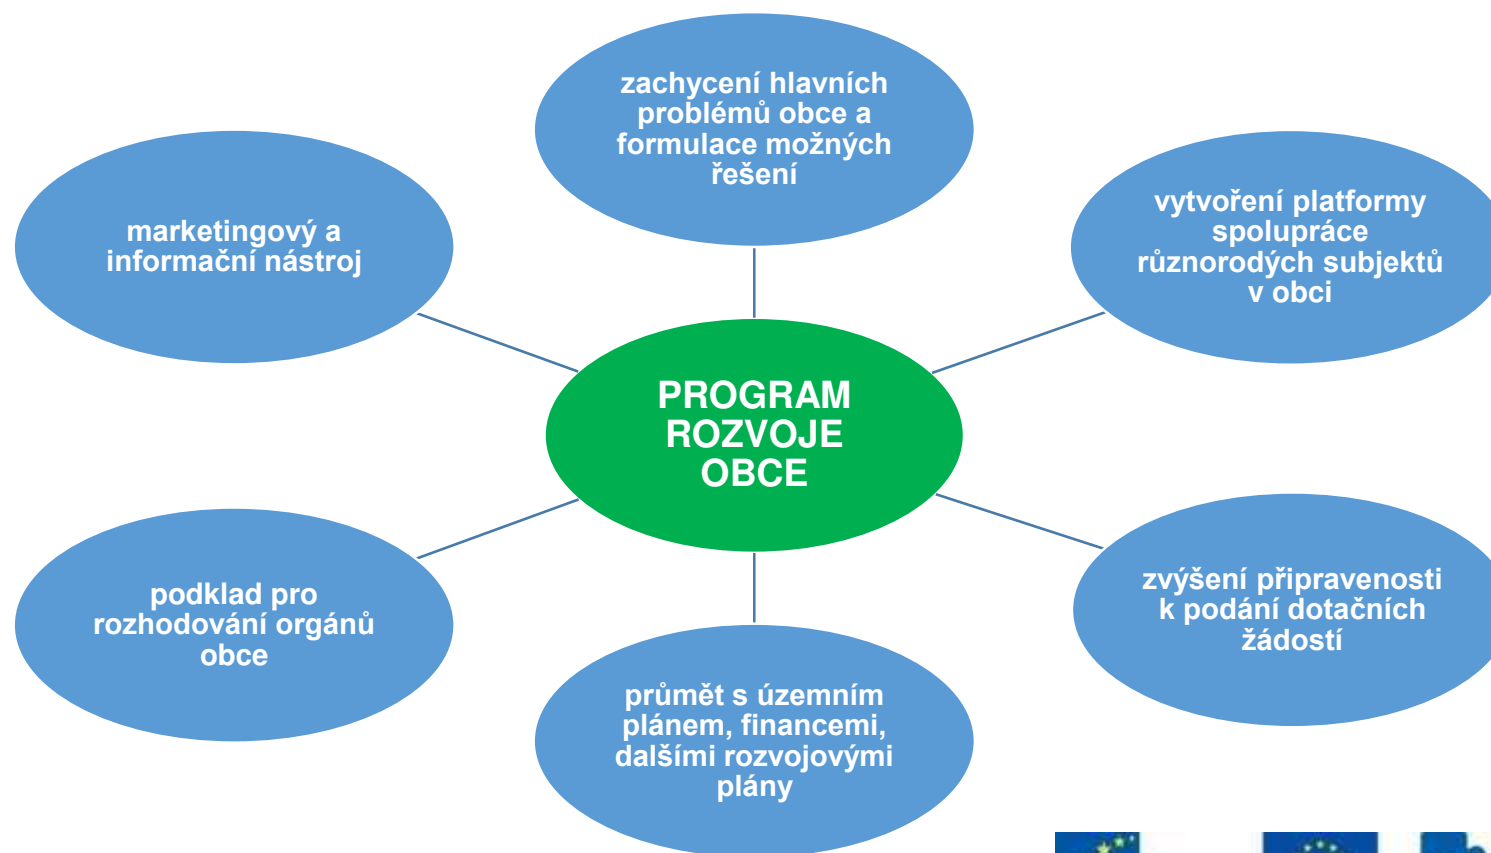 zachycení hlavních
problémů obce a
formulace možných
řešení
marketingový a
informační nástroj
vytvoření platformy
spolupráce
různorodých subjektů
v obci
PROGRAM
ROZVOJE
OBCE
podklad pro
rozhodování orgánů
obce
zvýšení připravenosti
k podání dotačních
žádostí
průmět s územním
plánem, financemi,
dalšími rozvojovými
plány